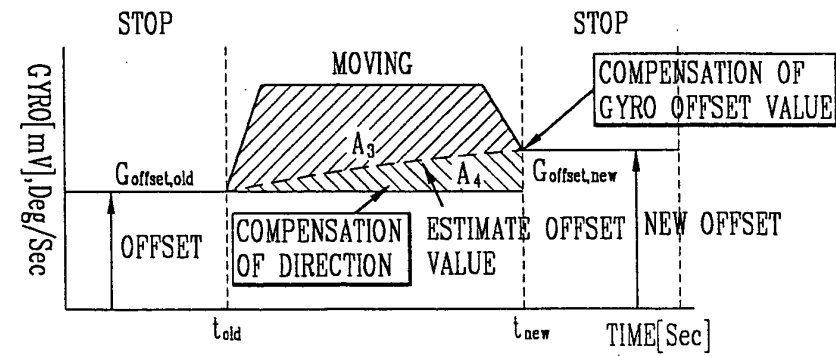 STOP
STOP
MOVING
COMPENSATION OF
GYRO OFFSET VALUE
GYRO[mV],Deg/Sec
A3
Goffset,old
A4
Goffset,new
OFFSET
COMPENSATION
OF DIRECTION
ESTIMATE OFFSET
VALUE
NEW OFFSET
told
tnew
TIME[Sec]